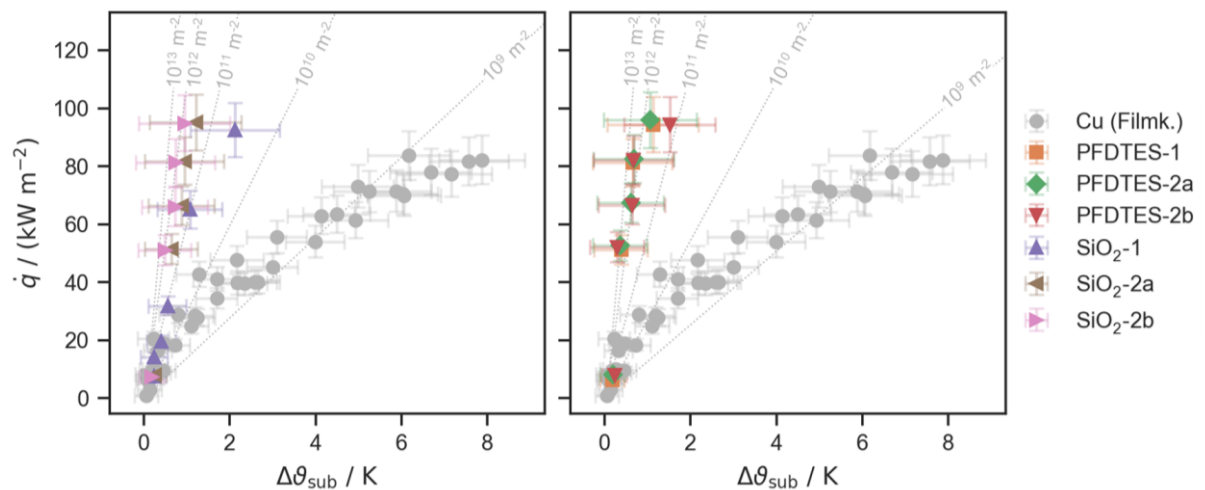 10¹³ m⁻²
10¹² m⁻²
10¹¹ m⁻²
10¹⁰ m⁻²
10⁹ m⁻²
10¹³ m⁻²
10¹² m⁻²
10¹¹ m⁻²
10¹⁰ m⁻²
10⁹ m⁻²
120
100
80
60
40
20
0
q̇ / (kW m⁻²)
0 2 4 6 8
0 2 4 6 8
Δϑsub / K
Δϑsub / K
Cu (Filmk.)
PFDTES-1
PFDTES-2a
PFDTES-2b
SiO₂-1
SiO₂-2a
SiO₂-2b